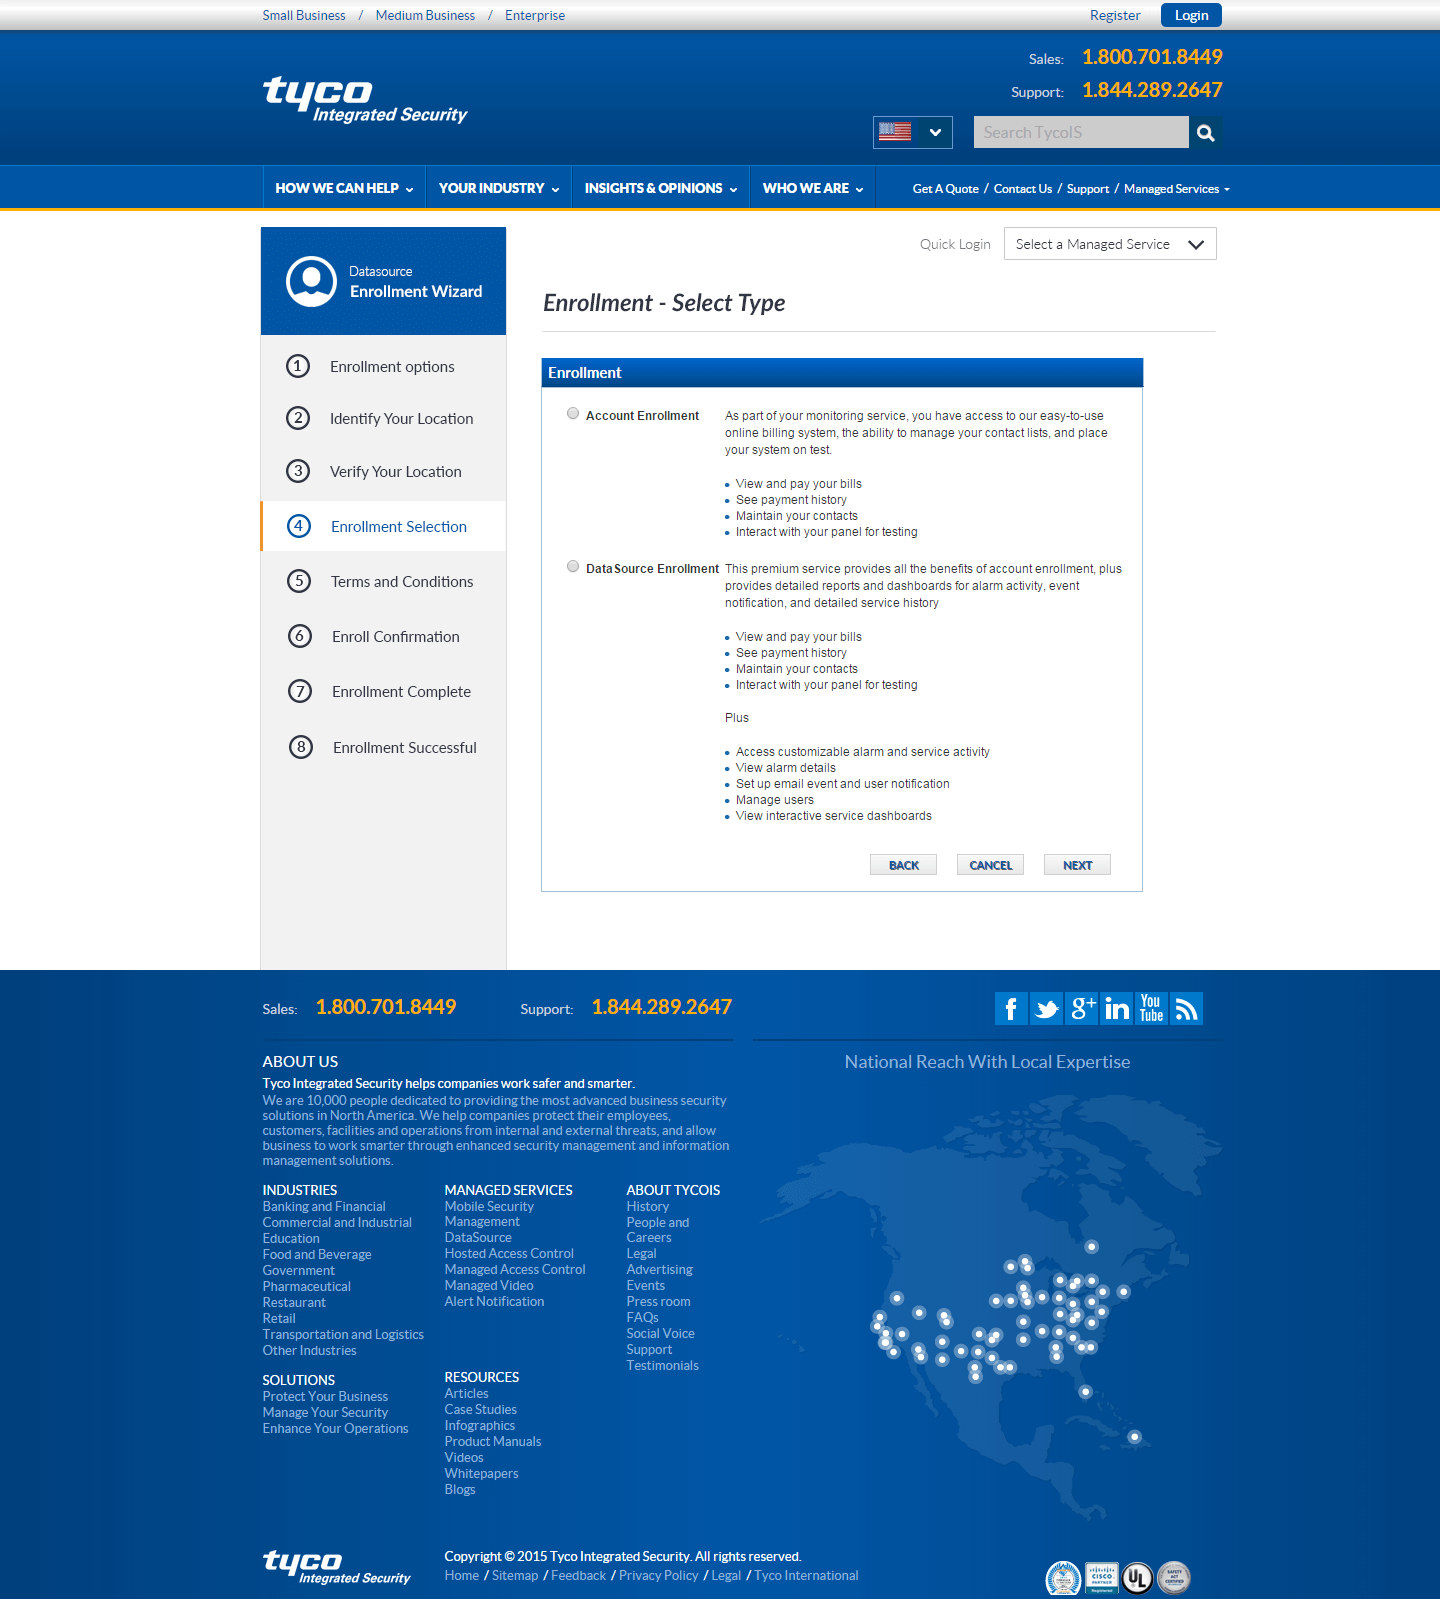 Small Business / Medium Business / Enterprise
Register Login
Sales: 1.800.701.8449
Support: 1.844.289.2647
tyco
Integrated Security
Search TycoIS
HOW WE CAN HELP YOUR INDUSTRY INSIGHTS & OPINIONS WHO WE ARE
Get A Quote / Contact Us / Support / Managed Services
Quick Login Select a Managed Service
Datasource
Enrollment Wizard
1 Enrollment options
2 Identify Your Location
3 Verify Your Location
4 Enrollment Selection
5 Terms and Conditions
6 Enroll Confirmation
7 Enrollment Complete
8 Enrollment Successful
Enrollment - Select Type
Enrollment
Account Enrollment
As part of your monitoring service, you have access to our easy-to-use
online billing system, the ability to manage your contact lists, and place
your system on test.
View and pay your bills
See payment history
Maintain your contacts
Interact with your panel for testing
DataSource Enrollment
This premium service provides all the benefits of account enrollment, plus
provides detailed reports and dashboards for alarm activity, event
notification, and detailed service history
View and pay your bills
See payment history
Maintain your contacts
Interact with your panel for testing
Plus
Access customizable alarm and service activity
View alarm details
Set up email event and user notification
Manage users
View interactive service dashboards
BACK CANCEL NEXT
Sales: 1.800.701.8449 Support: 1.844.289.2647
f g+ in You Tube
ABOUT US
Tyco Integrated Security helps companies work safer and smarter.
We are 10,000 people dedicated to providing the most advanced business security
solutions in North America. We help companies protect their employees,
customers, facilities and operations from internal and external threats, and allow
business to work smarter through enhanced security management and information
management solutions.
National Reach With Local Expertise
INDUSTRIES
Banking and Financial
Commercial and Industrial
Education
Food and Beverage
Government
Pharmaceutical
Restaurant
Retail
Transportation and Logistics
Other Industries
SOLUTIONS
Protect Your Business
Manage Your Security
Enhance Your Operations
MANAGED SERVICES
Mobile Security
Management
DataSource
Hosted Access Control
Managed Access Control
Managed Video
Alert Notification
RESOURCES
Articles
Case Studies
Infographics
Product Manuals
Videos
Whitepapers
Blogs
ABOUT TYCOIS
History
People and
Careers
Legal
Advertising
Events
Press room
FAQs
Social Voice
Support
Testimonials
tyco
Integrated Security
Copyright © 2015 Tyco Integrated Security. All rights reserved.
Home / Sitemap / Feedback / Privacy Policy / Legal / Tyco International
CISCO
PARTNER
UL
SAFETY
ACT
CERTIFIED